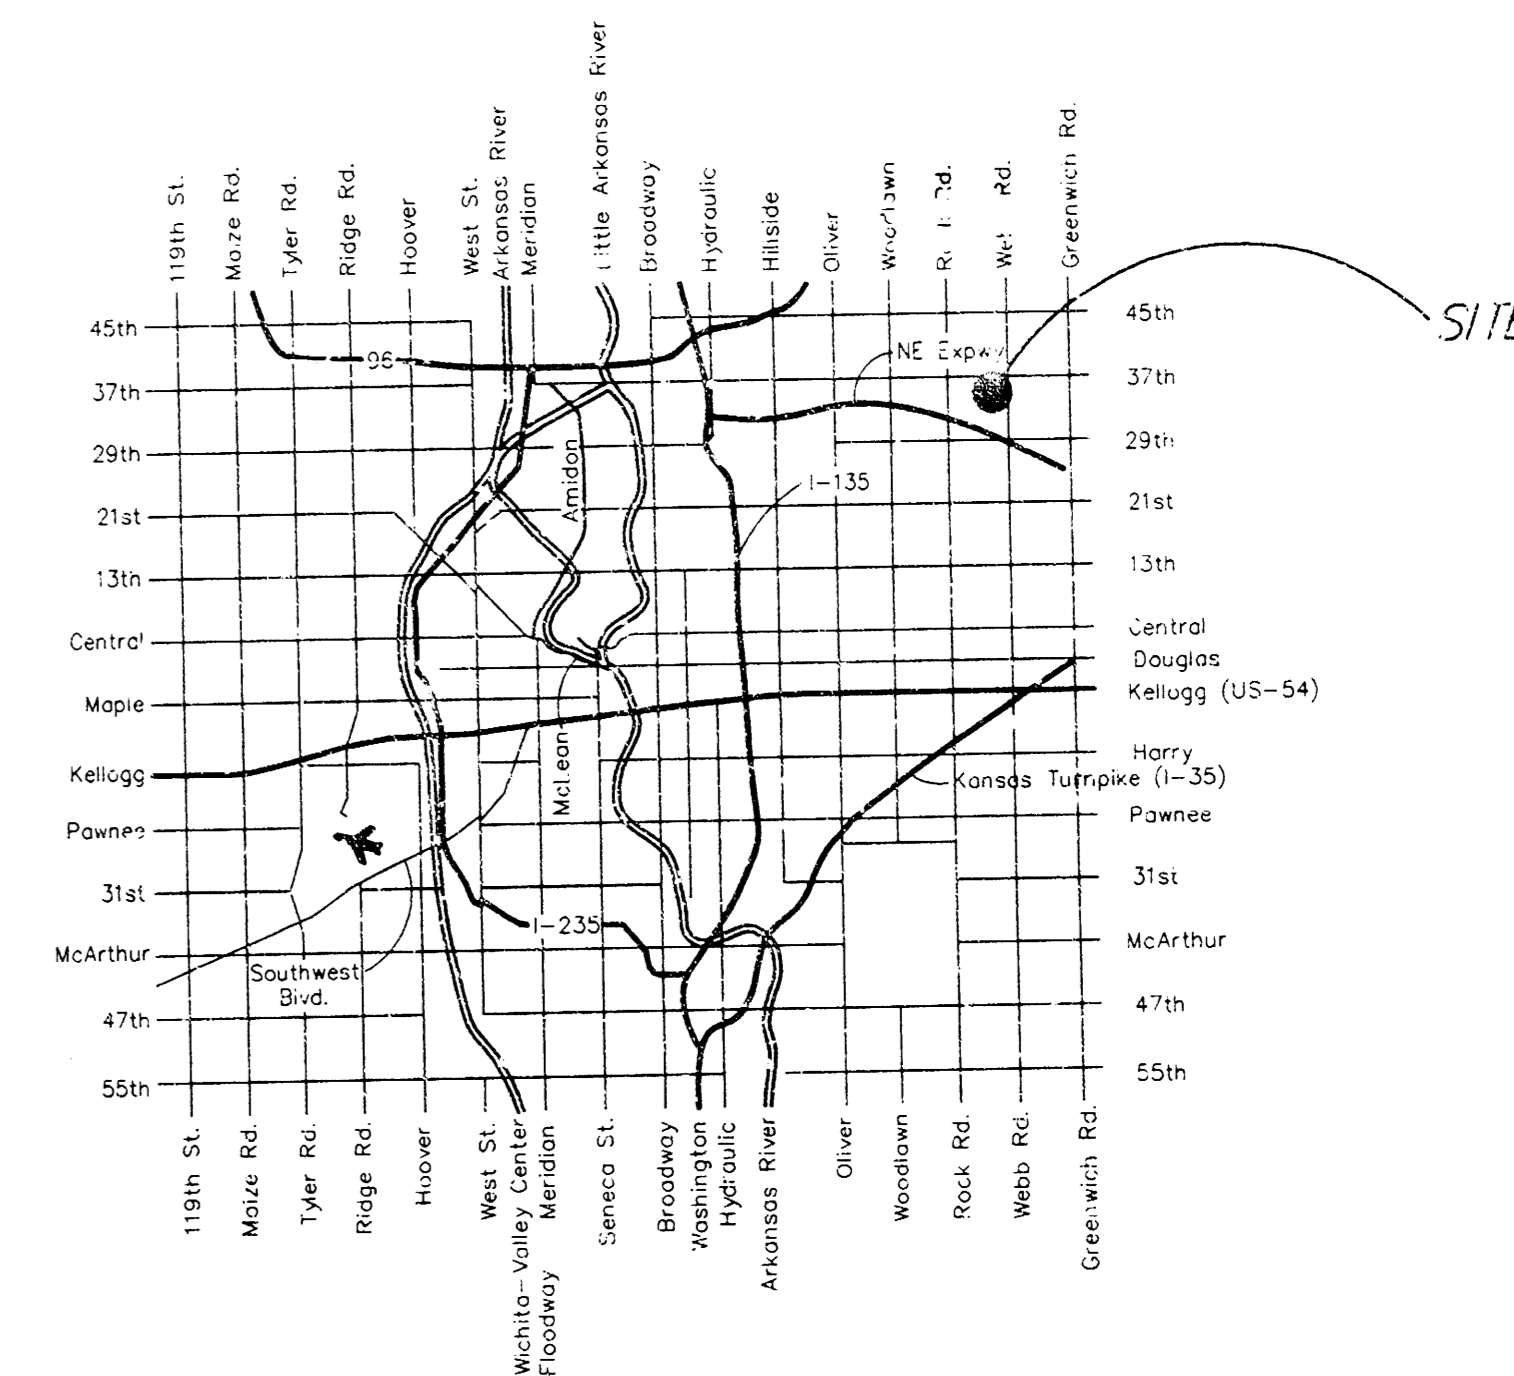 119th St.
Maize Rd.
Tyler Rd.
Ridge Rd.
Hoover
West St.
Arkansas River
Meridian
Little Arkansas River
Broadway
Hydraulic
Hillside
Oliver
Woodlawn
Rd.
Rd.
Greenwich Rd.
45th
45th
SITE
96
NE Expwy
37th
37th
29th
29th
Amidon
I-135
21st
21st
13th
13th
Central
Central
Douglas
Maple
Kellogg (US-54)
McLean
Harry
Kellogg
Kansas Turnpike (I-35)
Pawnee
Pawnee
31st
31st
I-235
McArthur
McArthur
Southwest
Blvd.
47th
47th
55th
55th
119th St.
Maize Rd.
Tyler Rd.
Ridge Rd.
Hoover
West St.
Wichita-Valley Center
Floodway
Meridian
Seneca St.
Broadway
Washington
Hydraulic
Arkansas River
Oliver
Woodlawn
Rock Rd.
Webb Rd.
Greenwich Rd.